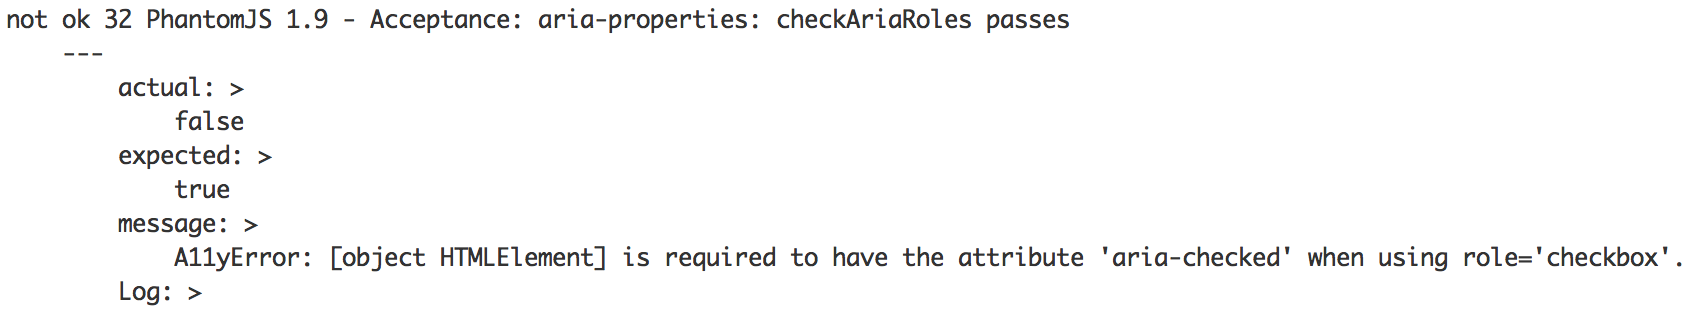 not ok 32 PhantomJS 1.9 - Acceptance: aria-properties: checkAriaRoles passes
---
actual: >
false
expected: >
true
message: >
A11yError: [object HTMLElement] is required to have the attribute 'aria-checked' when using role='checkbox'.
Log: >